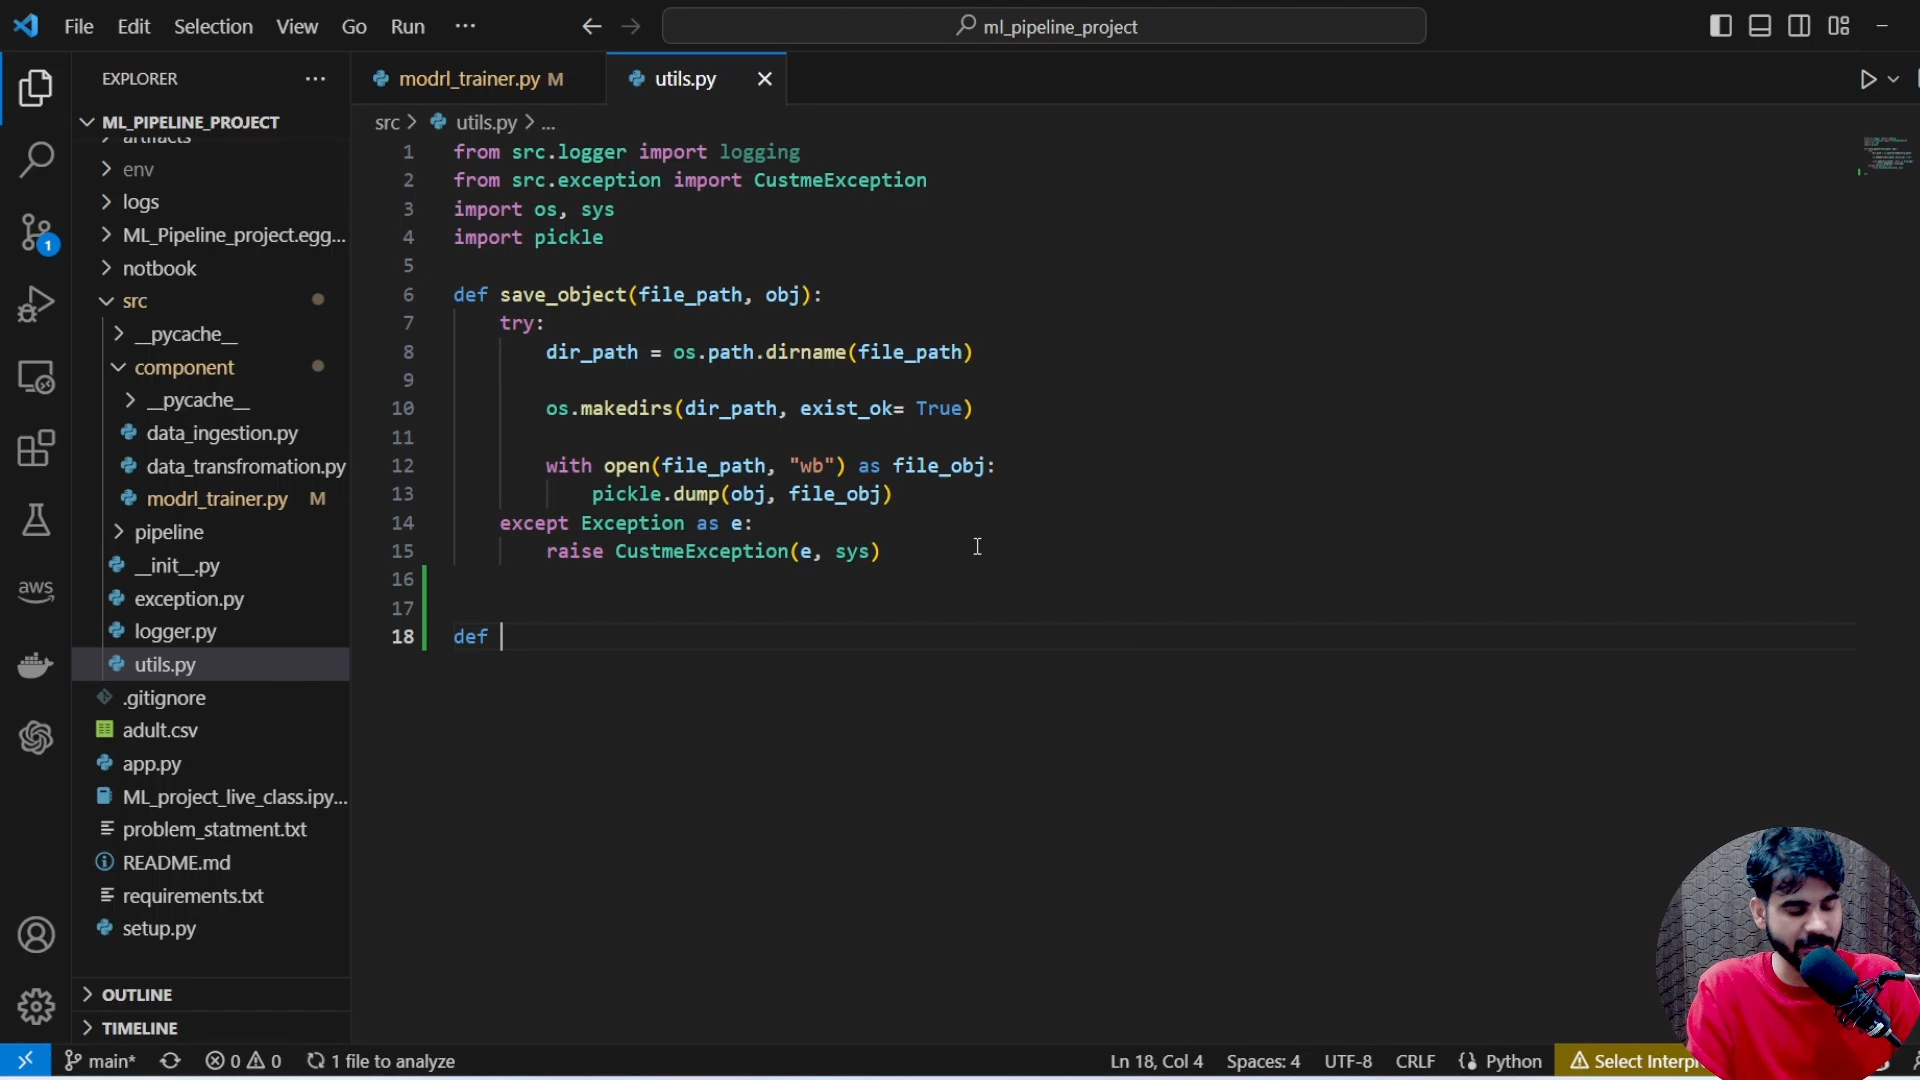 File Edit Selection View Go Run ···
ml_pipeline_project
EXPLORER
modrl_trainer.py M
utils.py
ML_PIPELINE_PROJECT
src > utils.py > ...
artifacts
env
logs
ML_Pipeline_project.egg...
notbook
src
__pycache__
component
__pycache__
data_ingestion.py
data_transfromation.py
modrl_trainer.py M
pipeline
__init__.py
exception.py
logger.py
utils.py
.gitignore
adult.csv
app.py
ML_project_live_class.ipy...
problem_statment.txt
README.md
requirements.txt
setup.py
OUTLINE
TIMELINE
1
aws
1 from src.logger import logging
2 from src.exception import CustmeException
3 import os, sys
4 import pickle
5
6 def save_object(file_path, obj):
7 try:
8 dir_path = os.path.dirname(file_path)
9
10 os.makedirs(dir_path, exist_ok= True)
11
12 with open(file_path, "wb") as file_obj:
13 pickle.dump(obj, file_obj)
14 except Exception as e:
15 raise CustmeException(e, sys)
16
17
18 def
main* 0 0 1 file to analyze Ln 18, Col 4 Spaces: 4 UTF-8 CRLF Python Select Interpr